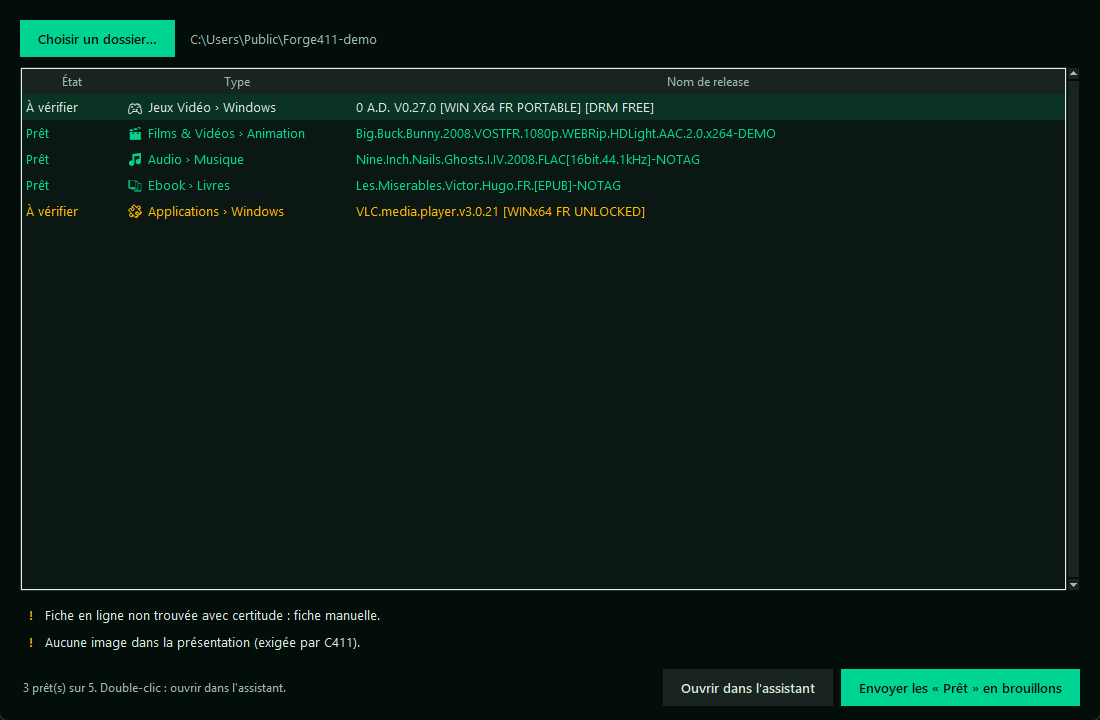 Choisir un dossier... C:\Users\Public\Forge411-demo
État Type Nom de release
À vérifier Jeux Vidéo › Windows 0 A.D. V0.27.0 [WIN X64 FR PORTABLE] [DRM FREE]
Prêt Films & Vidéos › Animation Big.Buck.Bunny.2008.VOSTFR.1080p.WEBRip.HDLight.AAC.2.0.x264-DEMO
Prêt Audio › Musique Nine.Inch.Nails.Ghosts.I.IV.2008.FLAC[16bit.44.1kHz]-NOTAG
Prêt Ebook › Livres Les.Miserables.Victor.Hugo.FR.[EPUB]-NOTAG
À vérifier Applications › Windows VLC.media.player.v3.0.21 [WINx64 FR UNLOCKED]
! Fiche en ligne non trouvée avec certitude : fiche manuelle.
! Aucune image dans la présentation (exigée par C411).
3 prêt(s) sur 5. Double-clic : ouvrir dans l'assistant. Ouvrir dans l'assistant Envoyer les « Prêt » en brouillons